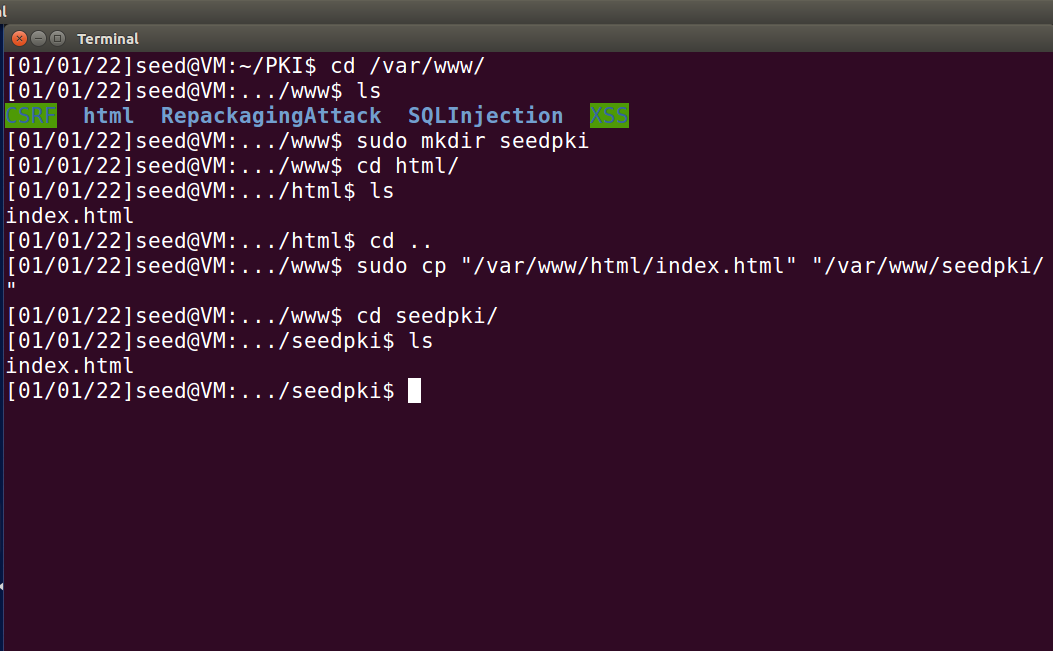 al
Terminal
[01/01/22]seed@VM:~/PKI$ cd /var/www/
[01/01/22]seed@VM:.../www$ ls
CSRF  html  RepackagingAttack  SQLInjection  XSS
[01/01/22]seed@VM:.../www$ sudo mkdir seedpki
[01/01/22]seed@VM:.../www$ cd html/
[01/01/22]seed@VM:.../html$ ls
index.html
[01/01/22]seed@VM:.../html$ cd ..
[01/01/22]seed@VM:.../www$ sudo cp "/var/www/html/index.html" "/var/www/seedpki/
"
[01/01/22]seed@VM:.../www$ cd seedpki/
[01/01/22]seed@VM:.../seedpki$ ls
index.html
[01/01/22]seed@VM:.../seedpki$